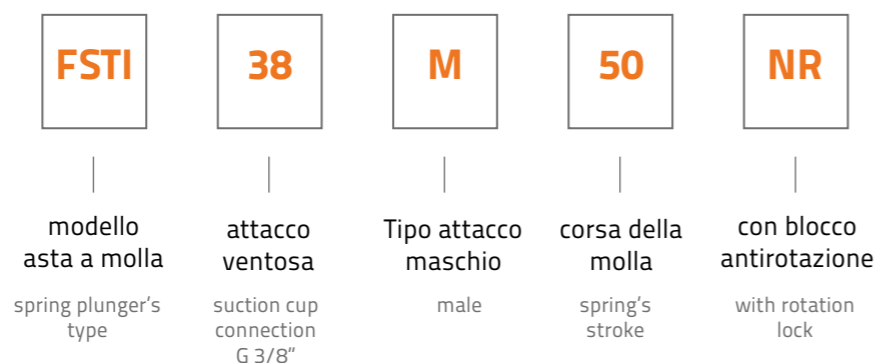 FSTI 38 M 50 NR
modello
asta a molla
spring plunger's
type
attacco
ventosa
suction cup
connection
G 3/8"
Tipo attacco
maschio
male
corsa della
molla
spring's
stroke
con blocco
antirotazione
with rotation
lock